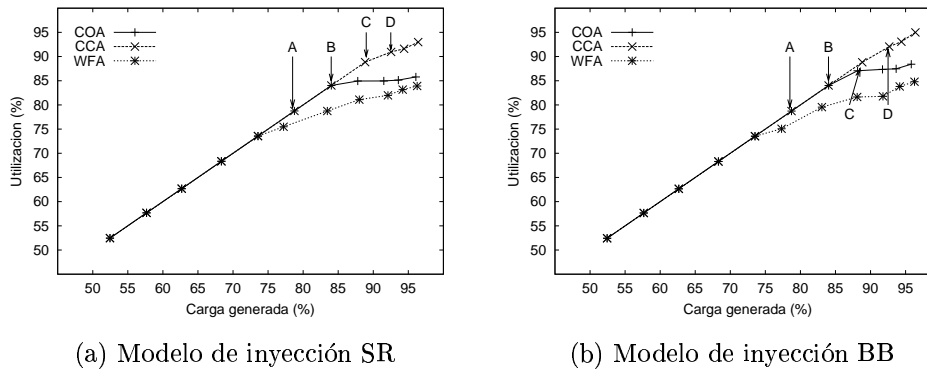 COA
CCA
WFA
A
B
C
D
95
90
85
80
75
70
65
60
55
50
Utilizacion (%)
50 55 60 65 70 75 80 85 90 95
Carga generada (%)
(a) Modelo de inyección SR
COA
CCA
WFA
A
B
C
D
95
90
85
80
75
70
65
60
55
50
Utilizacion (%)
50 55 60 65 70 75 80 85 90 95
Carga generada (%)
(b) Modelo de inyección BB